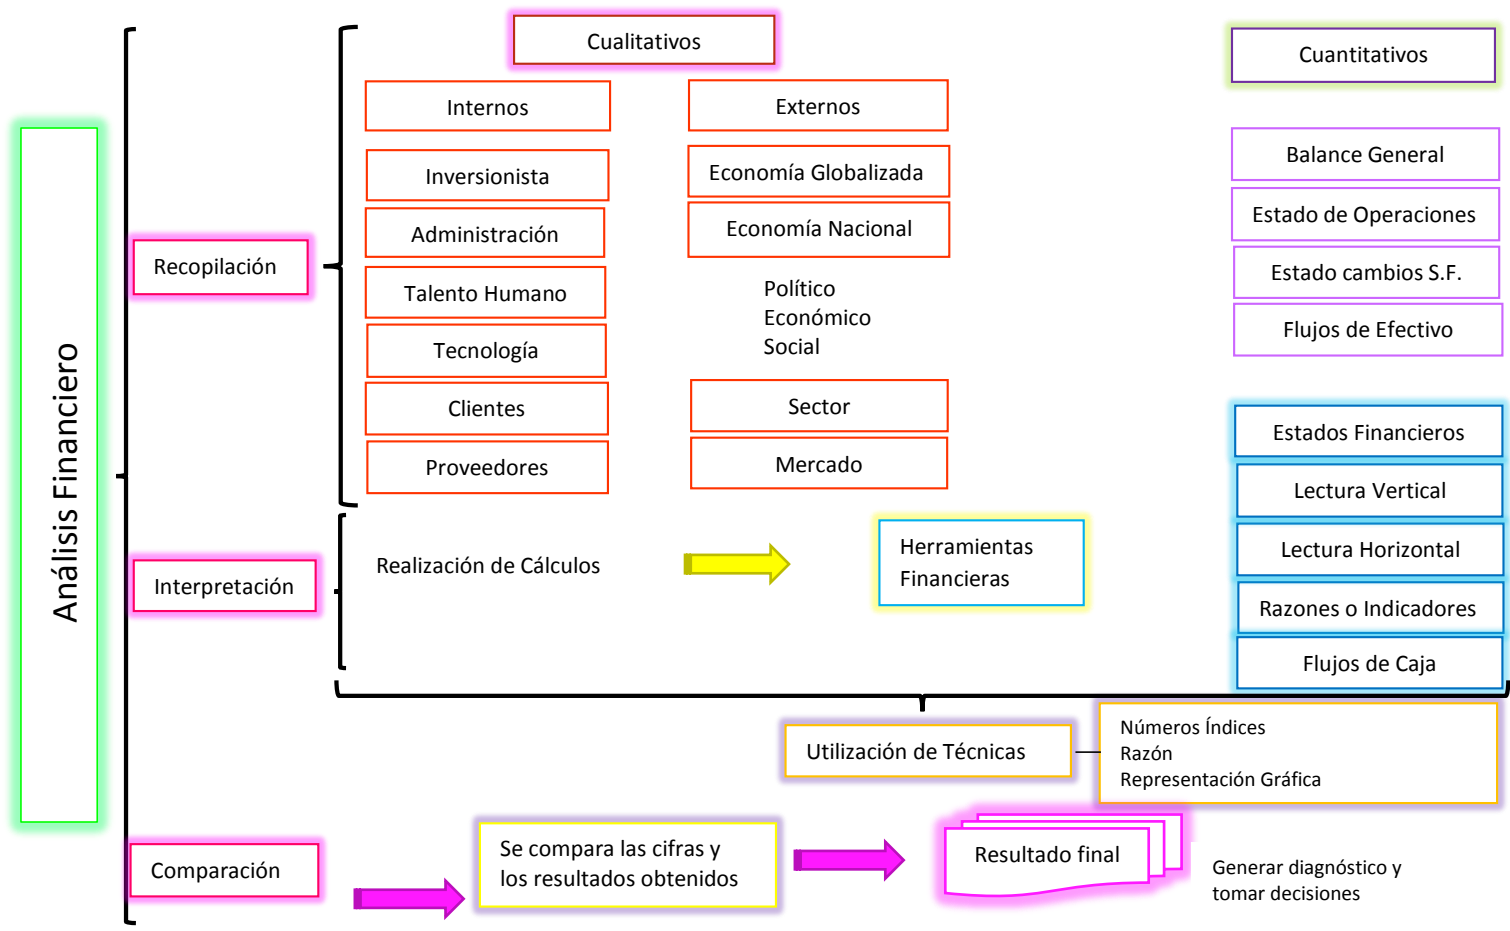 Análisis Financiero
Recopilación
Cualitativos
Internos
Inversionista
Administración
Talento Humano
Tecnología
Clientes
Proveedores
Externos
Economía Globalizada
Economía Nacional
Político
Económico
Social
Sector
Mercado
Cuantitativos
Balance General
Estado de Operaciones
Estado cambios S.F.
Flujos de Efectivo
Interpretación
Realización de Cálculos
Herramientas
Financieras
Estados Financieros
Lectura Vertical
Lectura Horizontal
Razones o Indicadores
Flujos de Caja
Utilización de Técnicas
Números Índices
Razón
Representación Gráfica
Comparación
Se compara las cifras y
los resultados obtenidos
Resultado final
Generar diagnóstico y
tomar decisiones